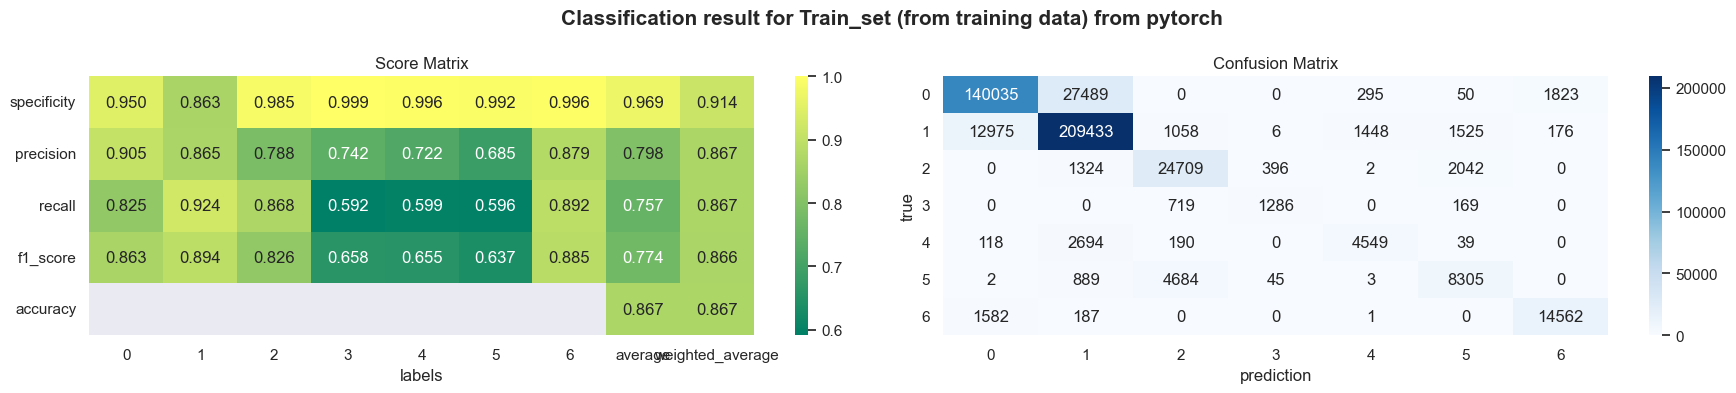 Classification result for Train_set (from training data) from pytorch
Score Matrix
specificity 0.950 0.863 0.985 0.999 0.996 0.992 0.996 0.969 0.914
precision 0.905 0.865 0.788 0.742 0.722 0.685 0.879 0.798 0.867
recall 0.825 0.924 0.868 0.592 0.599 0.596 0.892 0.757 0.867
f1_score 0.863 0.894 0.826 0.658 0.655 0.637 0.885 0.774 0.866
accuracy 0.867 0.867
0 1 2 3 4 5 6 average weighted_average
labels
1.0
0.9
0.8
0.7
0.6
Confusion Matrix
true
0 140035 27489 0 0 295 50 1823
1 12975 209433 1058 6 1448 1525 176
2 0 1324 24709 396 2 2042 0
3 0 0 719 1286 0 169 0
4 118 2694 190 0 4549 39 0
5 2 889 4684 45 3 8305 0
6 1582 187 0 0 1 0 14562
0 1 2 3 4 5 6
prediction
200000
150000
100000
50000
0